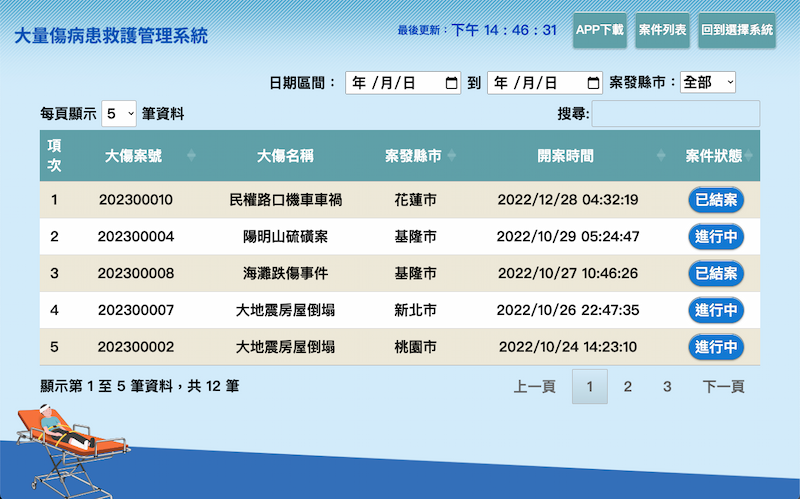 大量傷病患救護管理系統
最後更新：下午 14：46：31
APP下載 案件列表 回到選擇系統
日期區間： 年 /月/日 到 年 /月/日 案發縣市： 全部
每頁顯示 5 筆資料 搜尋:
項次 大傷案號 大傷名稱 案發縣市 開案時間 案件狀態
1 202300010 民權路口機車車禍 花蓮市 2022/12/28 04:32:19 已結案
2 202300004 陽明山硫磺案 基隆市 2022/10/29 05:24:47 進行中
3 202300008 海灘跌傷事件 基隆市 2022/10/27 10:46:26 已結案
4 202300007 大地震房屋倒塌 新北市 2022/10/26 22:47:35 進行中
5 202300002 大地震房屋倒塌 桃園市 2022/10/24 14:23:10 進行中
顯示第 1 至 5 筆資料，共 12 筆 上一頁 1 2 3 下一頁